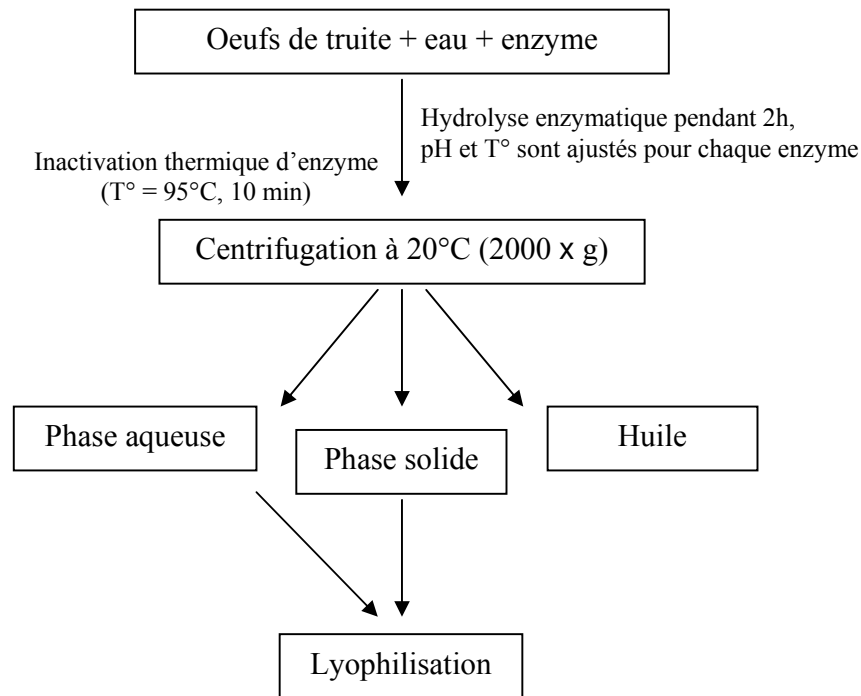 Oeufs de truite + eau + enzyme
Hydrolyse enzymatique pendant 2h,
pH et T° sont ajustés pour chaque enzyme
Inactivation thermique d’enzyme
(T° = 95°C, 10 min)
Centrifugation à 20°C (2000 x g)
Phase aqueuse
Phase solide
Huile
Lyophilisation